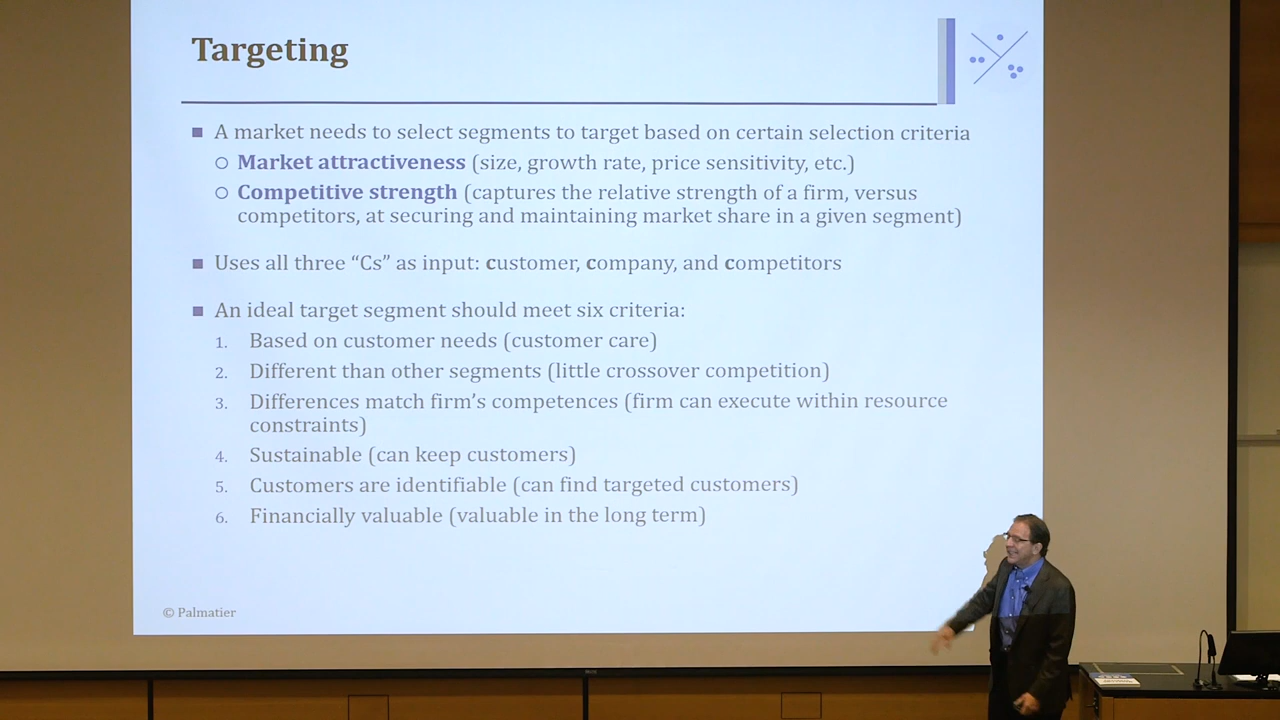 Targeting
A market needs to select segments to target based on certain selection criteria
Market attractiveness (size, growth rate, price sensitivity, etc.)
Competitive strength (captures the relative strength of a firm, versus
competitors, at securing and maintaining market share in a given segment)
Uses all three “Cs” as input: customer, company, and competitors
An ideal target segment should meet six criteria:
1. Based on customer needs (customer care)
2. Different than other segments (little crossover competition)
3. Differences match firm’s competences (firm can execute within resource
constraints)
4. Sustainable (can keep customers)
5. Customers are identifiable (can find targeted customers)
6. Financially valuable (valuable in the long term)
© Palmatier